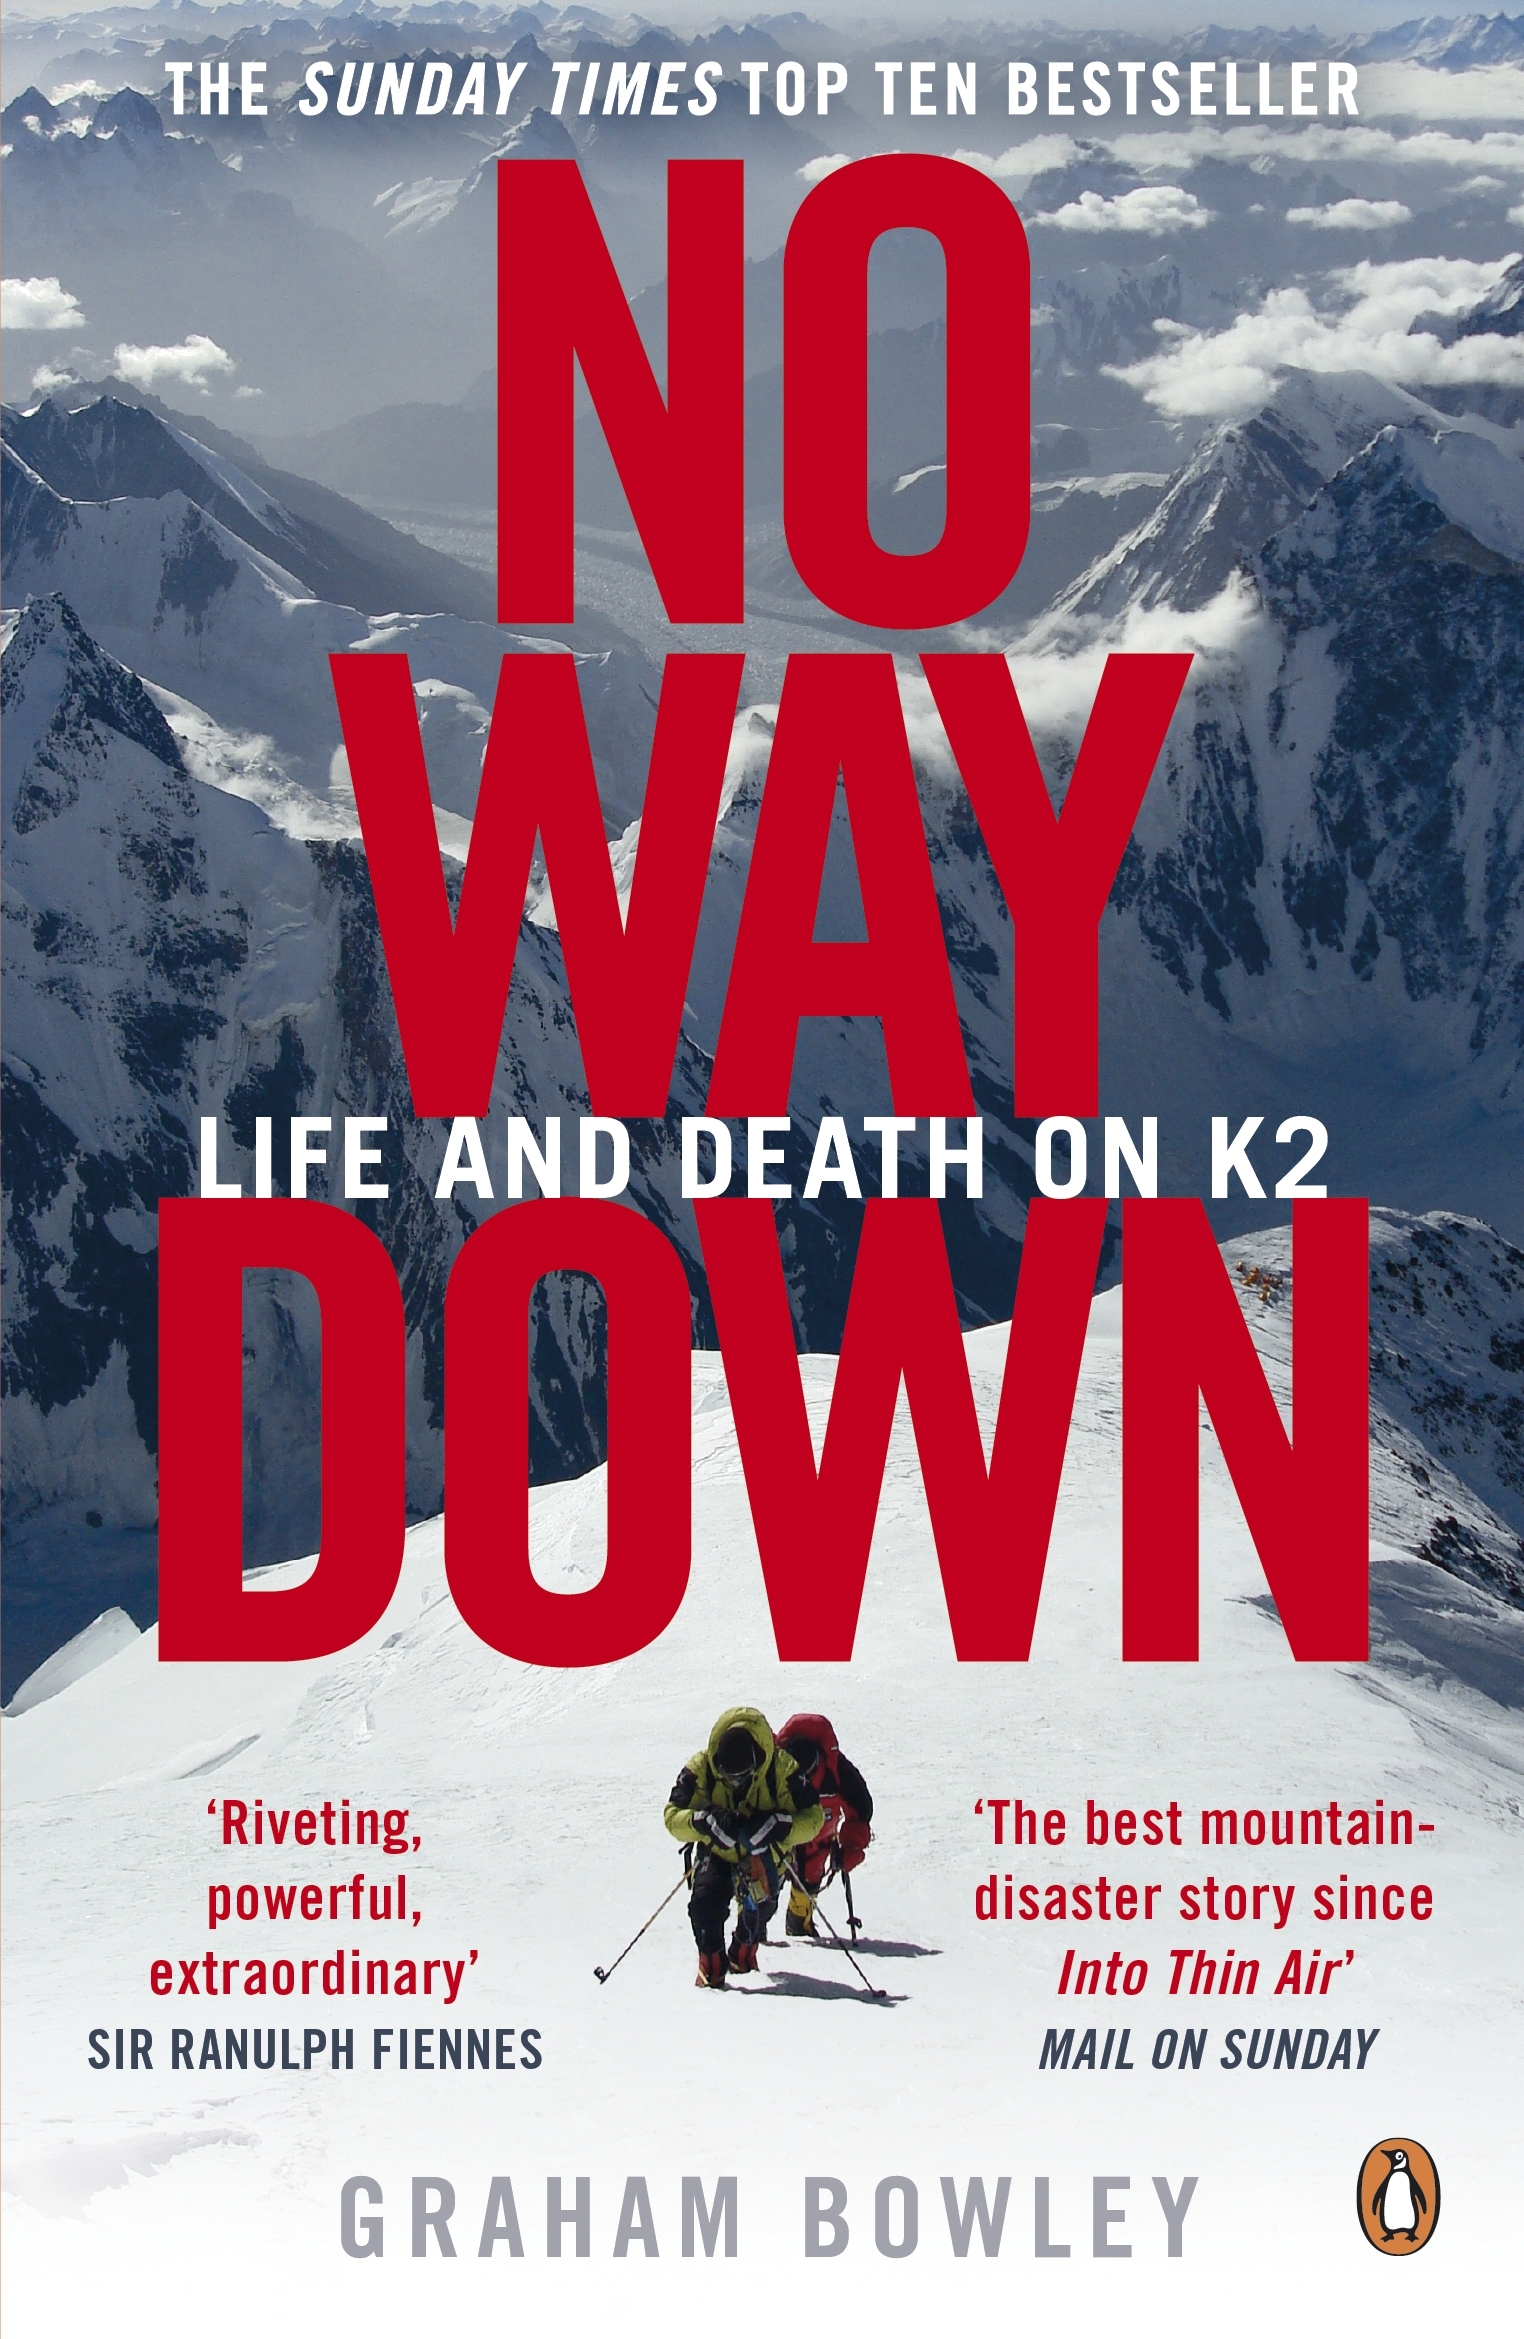 THE SUNDAY TIMES TOP TEN BESTSELLER
NO
WAY
LIFE AND DEATH ON K2
DOWN
‘Riveting,
powerful,
extraordinary’
SIR RANULPH FIENNES
‘The best mountain-
disaster story since
Into Thin Air’
MAIL ON SUNDAY
GRAHAM BOWLEY